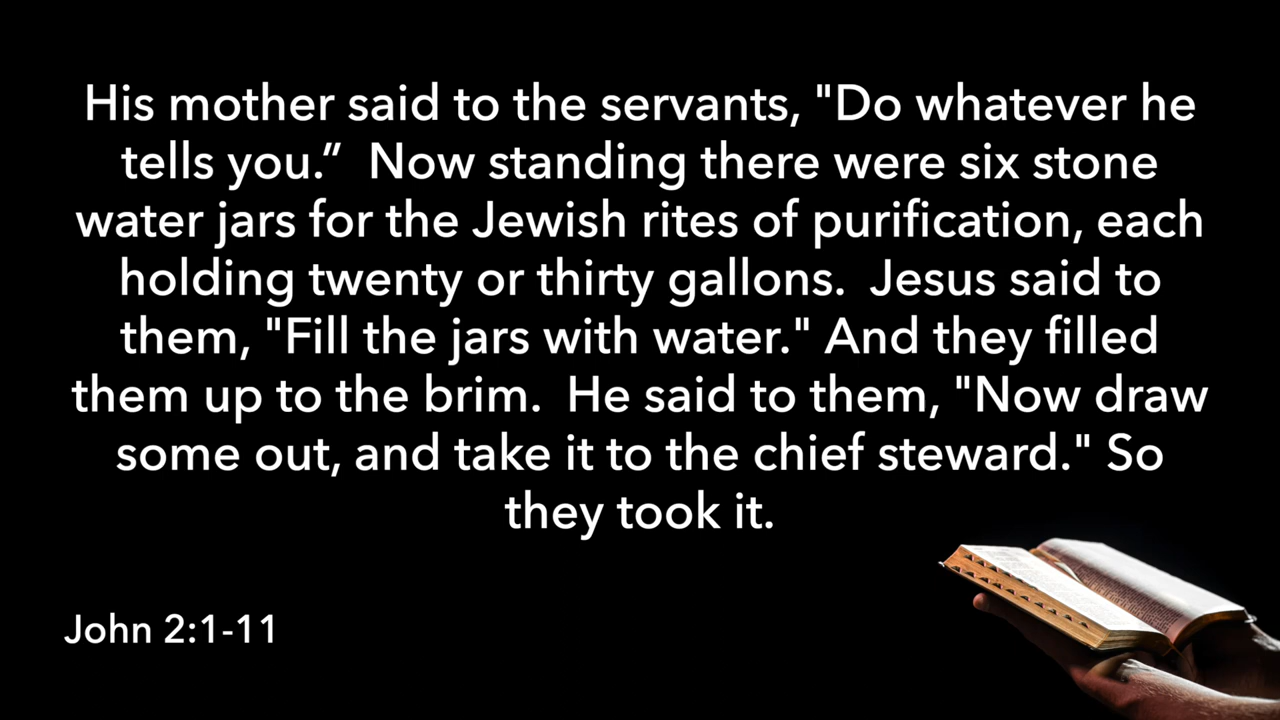 His mother said to the servants, "Do whatever he
tells you.”  Now standing there were six stone
water jars for the Jewish rites of purification, each
holding twenty or thirty gallons.  Jesus said to
them, "Fill the jars with water." And they filled
them up to the brim.  He said to them, "Now draw
some out, and take it to the chief steward." So
they took it.
John 2:1-11